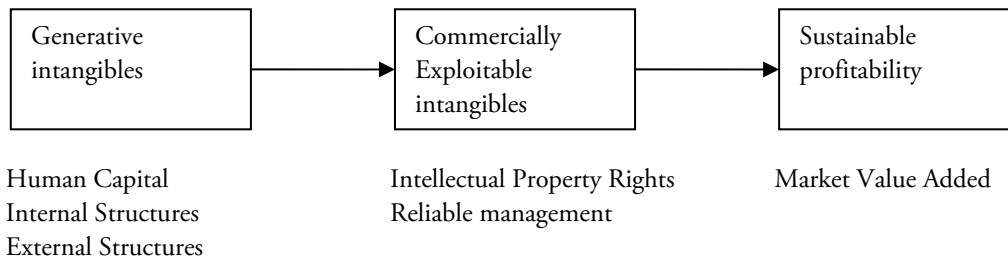 Generative
intangibles
Commercially
Exploitable
intangibles
Sustainable
profitability
Human Capital
Internal Structures
External Structures
Intellectual Property Rights
Reliable management
Market Value Added